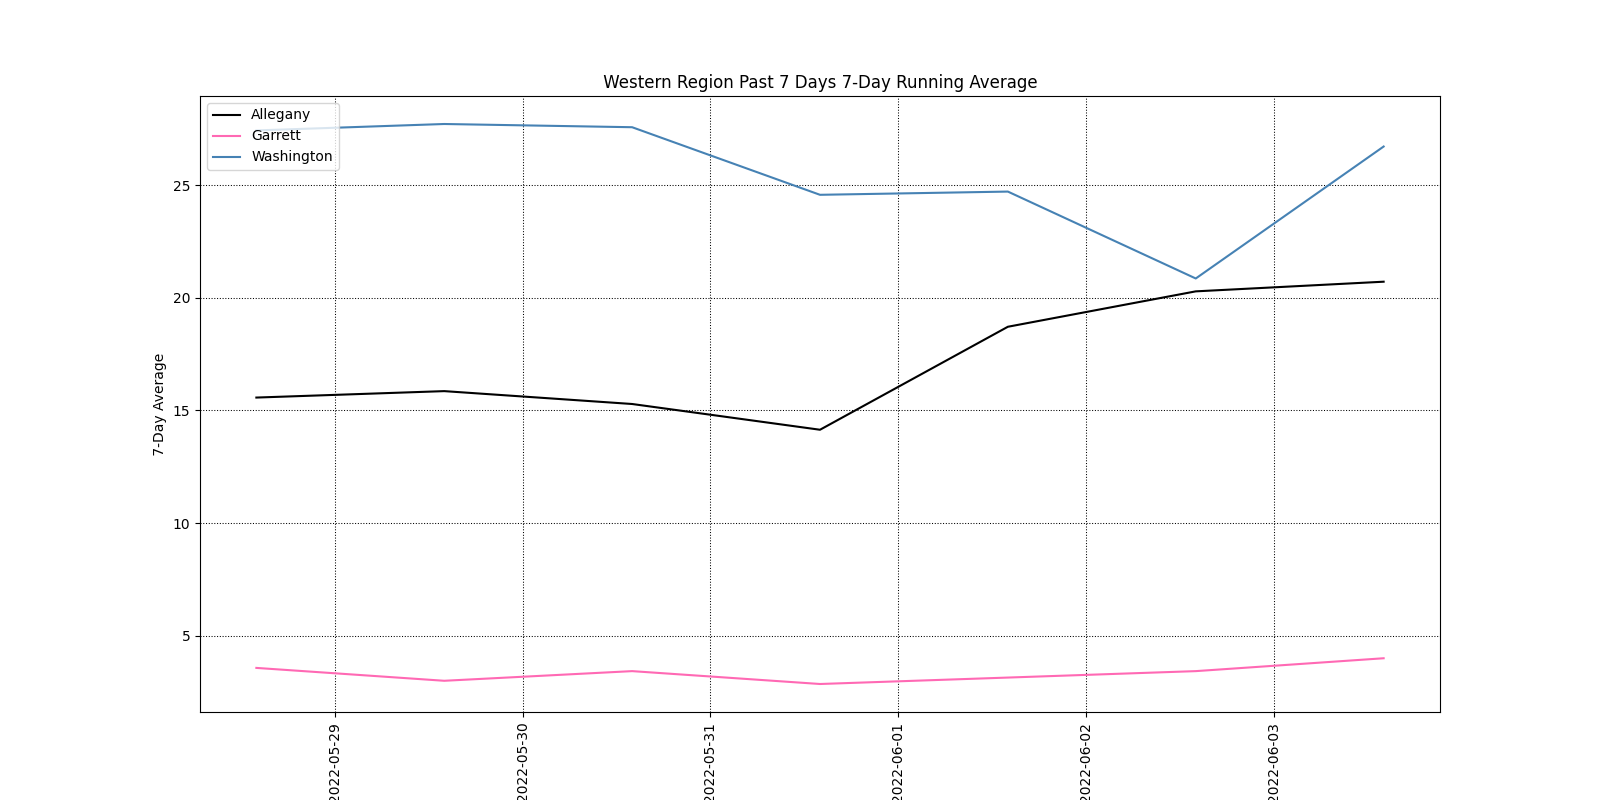 Western Region Past 7 Days 7-Day Running Average
Allegany
Garrett
Washington
7-Day Average
25
20
15
10
5
2022-05-29
2022-05-30
2022-05-31
2022-06-01
2022-06-02
2022-06-03